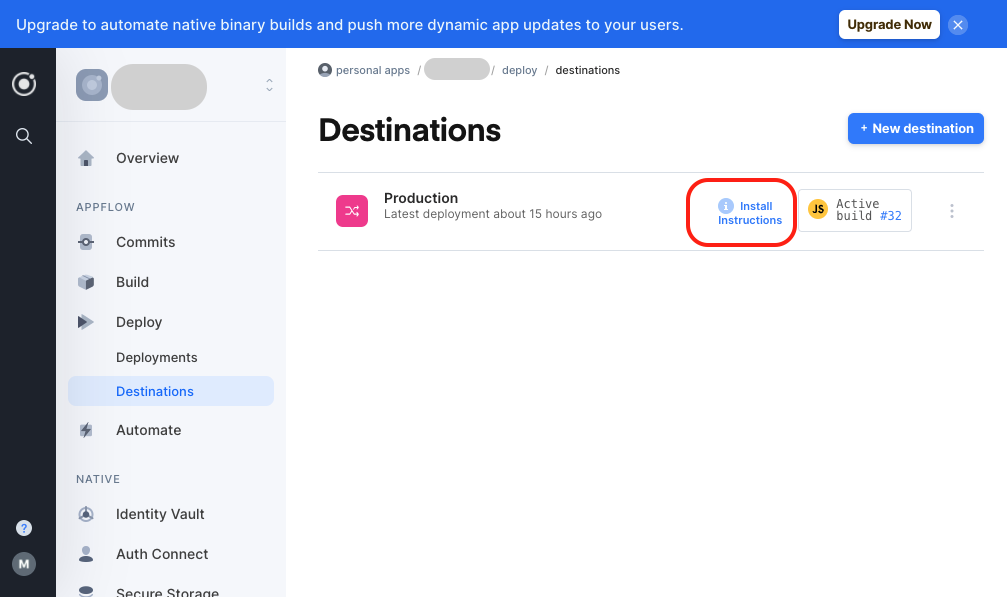 Upgrade to automate native binary builds and push more dynamic app updates to your users.
Upgrade Now
personal apps / / deploy / destinations
Destinations
+ New destination
Production
Latest deployment about 15 hours ago
Install
Instructions
JS
Active
build #32
Overview
APPFLOW
Commits
Build
Deploy
Deployments
Destinations
Automate
NATIVE
Identity Vault
Auth Connect
Secure Storage
?
M